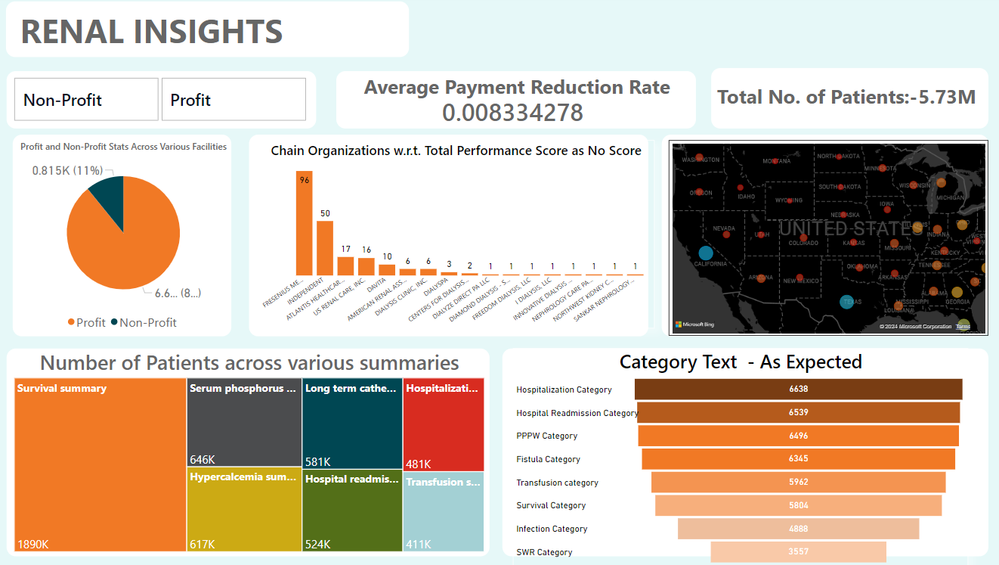 RENAL INSIGHTS
Non-Profit
Profit
Average Payment Reduction Rate
0.008334278
Total No. of Patients:-5.73M
Profit and Non-Profit Stats Across Various Facilities
0.815K (11%)
6.6... (8...)
Profit
Non-Profit
Chain Organizations w.r.t. Total Performance Score as No Score
96
50
17
16
10
6
6
3
2
1
1
1
1
1
1
1
1
FRESENIUS ME...
INDEPENDENT
ATLANTIS HEALTHCAR...
US RENAL CARE, INC.
DAVITA
AMERICAN RENAL ASS...
DIALYSIS CLINIC, INC.
DIALYSPA
CENTERS FOR DIALYSIS...
DIALYZE DIRECT PA LLC
DIAMOND DIALYSIS - S...
FREEDOM DIALYSIS, LLC
I DIALYSIS, LLC
INNOVATIVE DIALYSIS ...
NEPHROLOGY CARE PA...
NORTHWEST KIDNEY C...
SANKAR NEPHROLOGY...
WASHINGTON
MONTANA
NORTH DAKOTA
MINNESOTA
OREGON
IDAHO
SOUTH DAKOTA
WISCONSIN
MICHIGAN
WYOMING
IOWA
NEBRASKA
NEVADA
UTAH
UNITED STATES
ILLINOIS
INDIANA
OHIO
WEST
VIRGINIA
COLORADO
KANSAS
MISSOURI
KENTUCKY
CALIFORNIA
OKLAHOMA
TENNESSEE
ARIZONA
NEW MEXICO
ARKANSAS
SC
TEXAS
MISSISSIPPI
ALABAMA
GEORGIA
LOUISIANA
Microsoft Bing
© 2024 Microsoft Corporation
Terms
Number of Patients across various summaries
Survival summary
1890K
Serum phosphorus ...
646K
Hypercalcemia sum...
617K
Long term cathe...
581K
Hospital readmis...
524K
Hospitalizati...
481K
Transfusion s...
411K
Category Text  - As Expected
Hospitalization Category
6638
Hospital Readmission Category
6539
PPPW Category
6496
Fistula Category
6345
Transfusion category
5962
Survival Category
5804
Infection Category
4888
SWR Category
3557